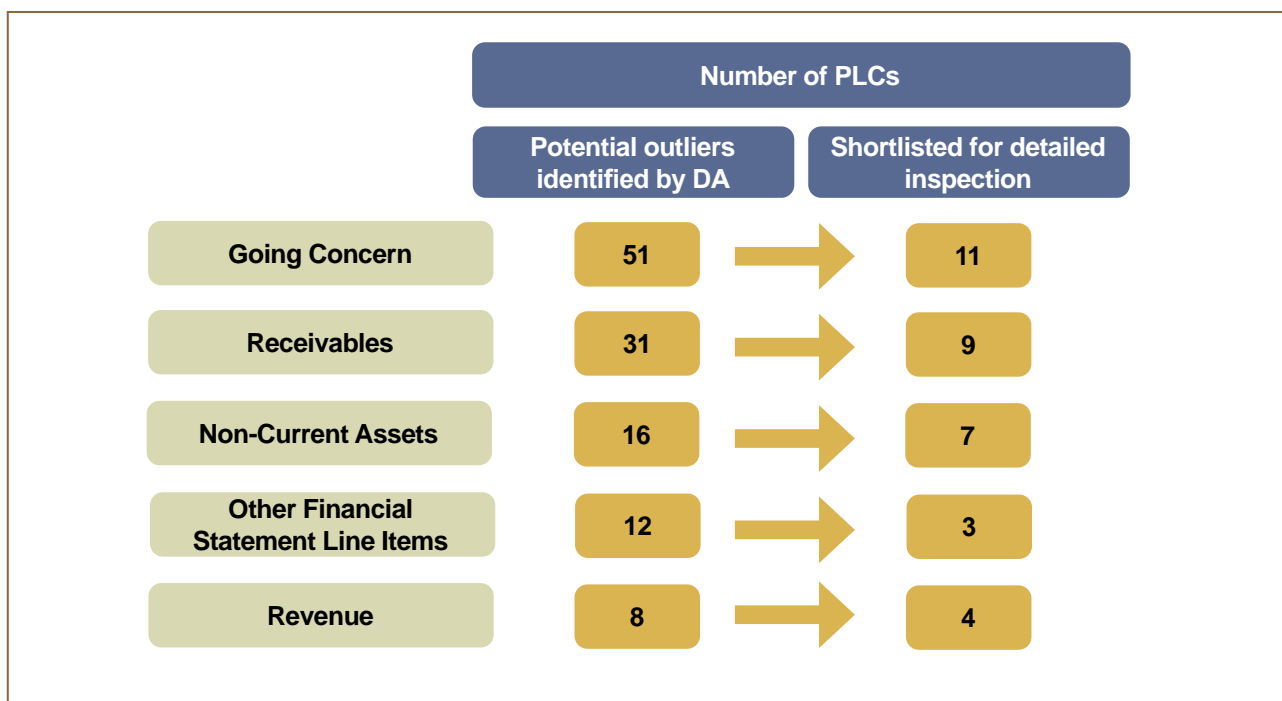 Number of PLCs
Potential outliers
identified by DA
Shortlisted for detailed
inspection
Going Concern
51
11
Receivables
31
9
Non-Current Assets
16
7
Other Financial
Statement Line Items
12
3
Revenue
8
4